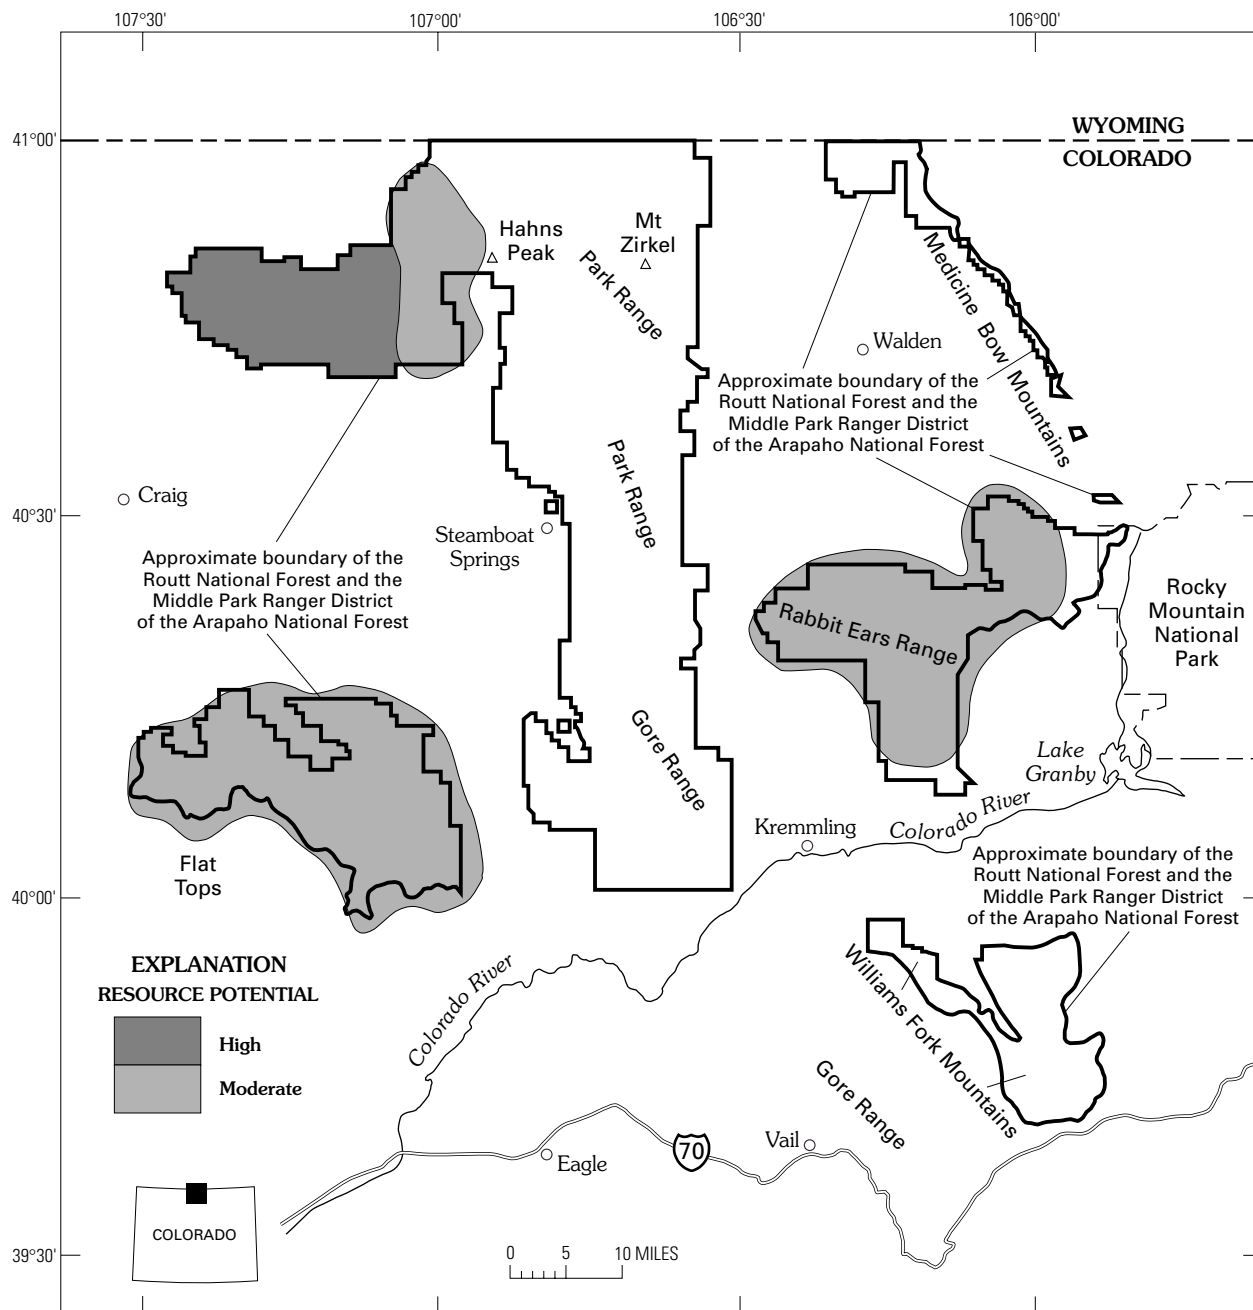 107°30'
107°00'
106°30'
106°00'
41°00'
WYOMING
COLORADO
Hahns
Peak
Mt
Zirkel
Park Range
Medicine Bow Mountains
Walden
Approximate boundary of the
Routt National Forest and the
Middle Park Ranger District
of the Arapaho National Forest
Park Range
Craig
40°30'
Steamboat
Springs
Approximate boundary of the
Routt National Forest and the
Middle Park Ranger District
of the Arapaho National Forest
Rabbit Ears Range
Rocky
Mountain
National
Park
Gore Range
Lake
Granby
Colorado River
Kremmling
Flat
Tops
Approximate boundary of the
Routt National Forest and the
Middle Park Ranger District
of the Arapaho National Forest
40°00'
EXPLANATION
RESOURCE POTENTIAL
High
Moderate
Colorado River
Williams Fork Mountains
Gore Range
Vail
70
Eagle
COLORADO
0 5 10 MILES
39°30'